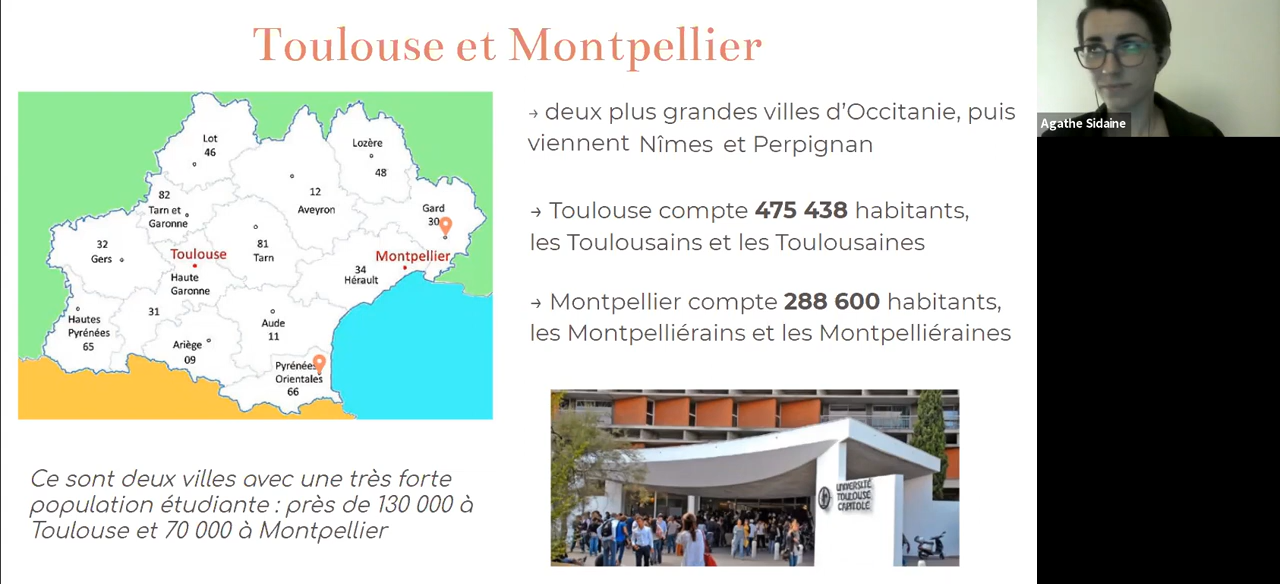 Toulouse et Montpellier
Agathe Sidaine
→ deux plus grandes villes d’Occitanie, puis
viennent Nîmes et Perpignan
→ Toulouse compte 475 438 habitants,
les Toulousains et les Toulousaines
→ Montpellier compte 288 600 habitants,
les Montpelliérains et les Montpelliéraines
Lot
46
Lozère
48
82
Tarn et
Garonne
12
Aveyron
Gard
30
32
Gers
Toulouse
81
Tarn
Montpellier
34
Hérault
Haute
Garonne
31
Hautes
Pyrénées
65
Ariège
09
Aude
11
Pyrénées
Orientales
66
Ce sont deux villes avec une très forte
population étudiante : près de 130 000 à
Toulouse et 70 000 à Montpellier
UNIVERSITÉ
TOULOUSE
CAPITOLE